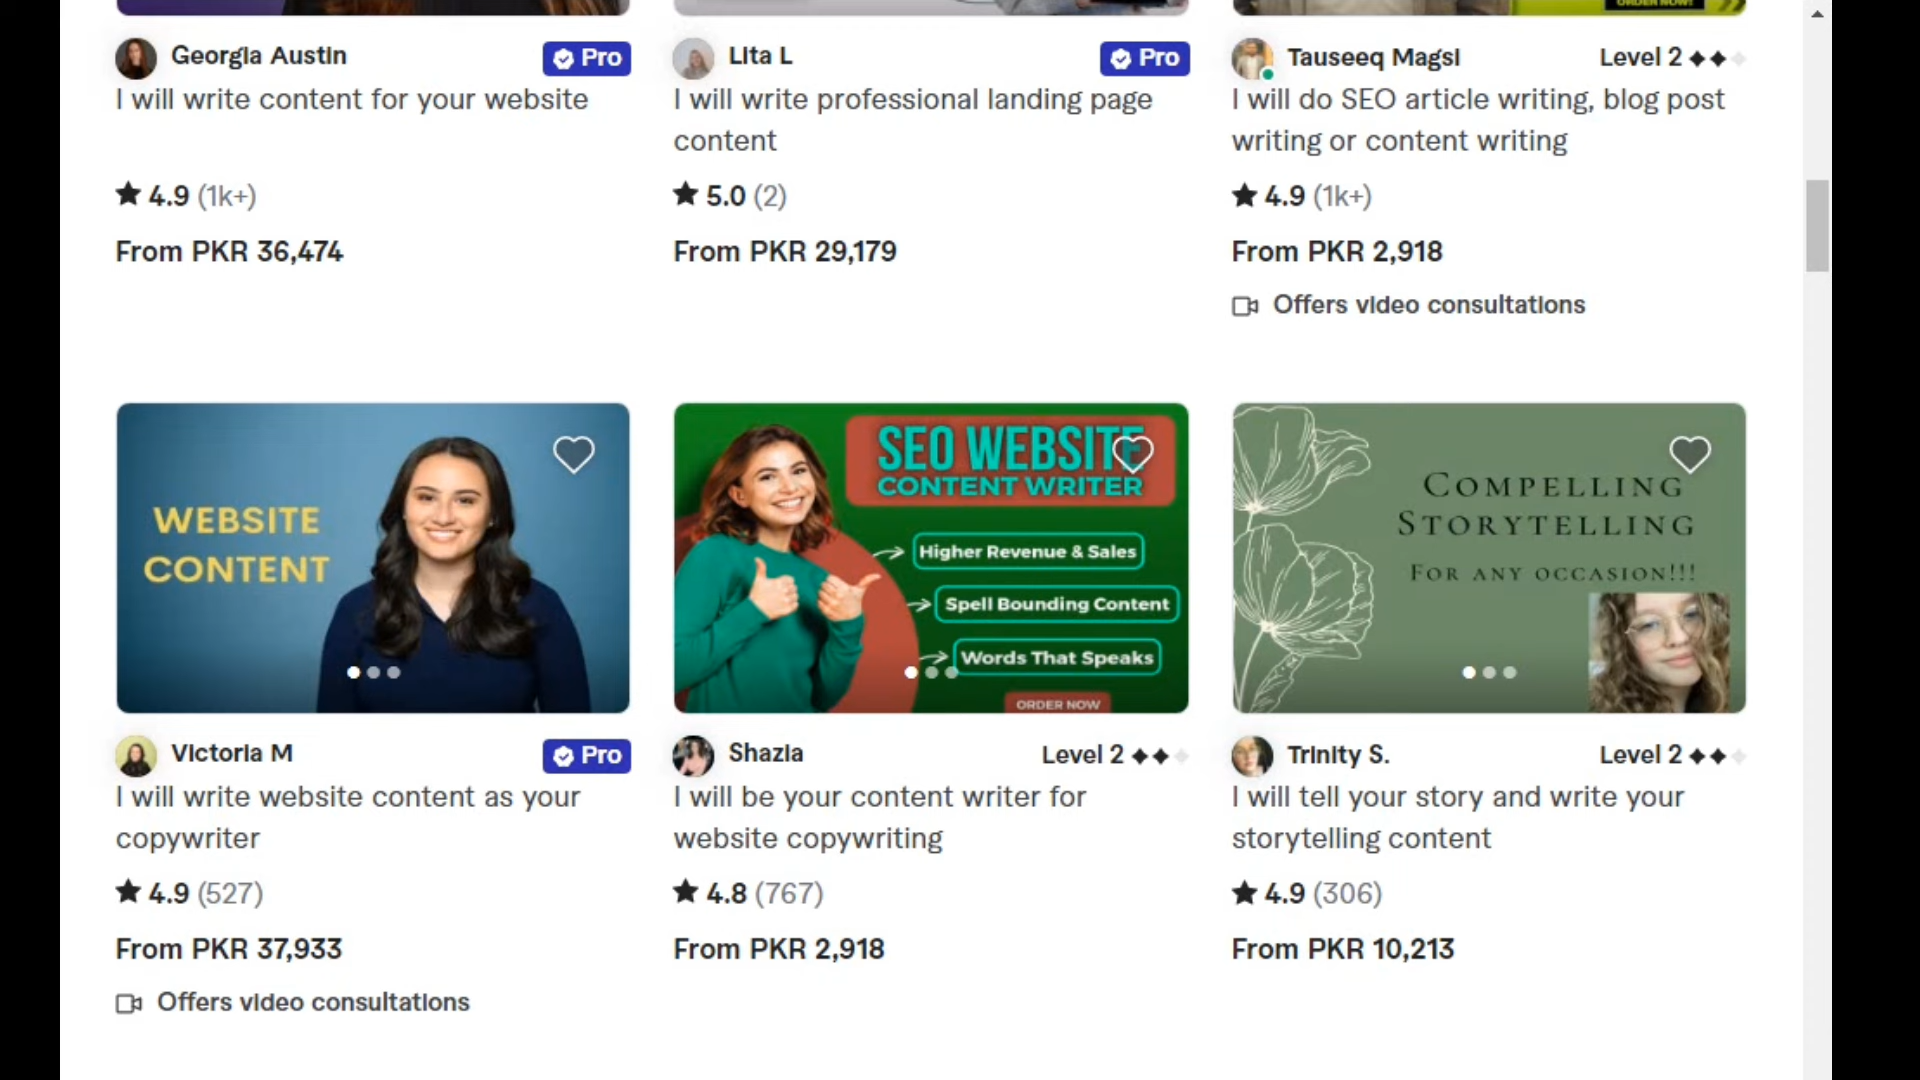 ORDER NOW!
Georgia Austin
Pro
I will write content for your website
4.9 (1k+)
From PKR 36,474
Lita L
Pro
I will write professional landing page
content
5.0 (2)
From PKR 29,179
Tauseeq Magsi
Level 2
I will do SEO article writing, blog post
writing or content writing
4.9 (1k+)
From PKR 2,918
Offers video consultations
WEBSITE
CONTENT
Victoria M
Pro
I will write website content as your
copywriter
4.9 (527)
From PKR 37,933
Offers video consultations
SEO WEBSITE
CONTENT WRITER
Higher Revenue & Sales
Spell Bounding Content
Words That Speaks
ORDER NOW
Shazia
Level 2
I will be your content writer for
website copywriting
4.8 (767)
From PKR 2,918
COMPELLING
STORYTELLING
FOR ANY OCCASION!!!
Trinity S.
Level 2
I will tell your story and write your
storytelling content
4.9 (306)
From PKR 10,213